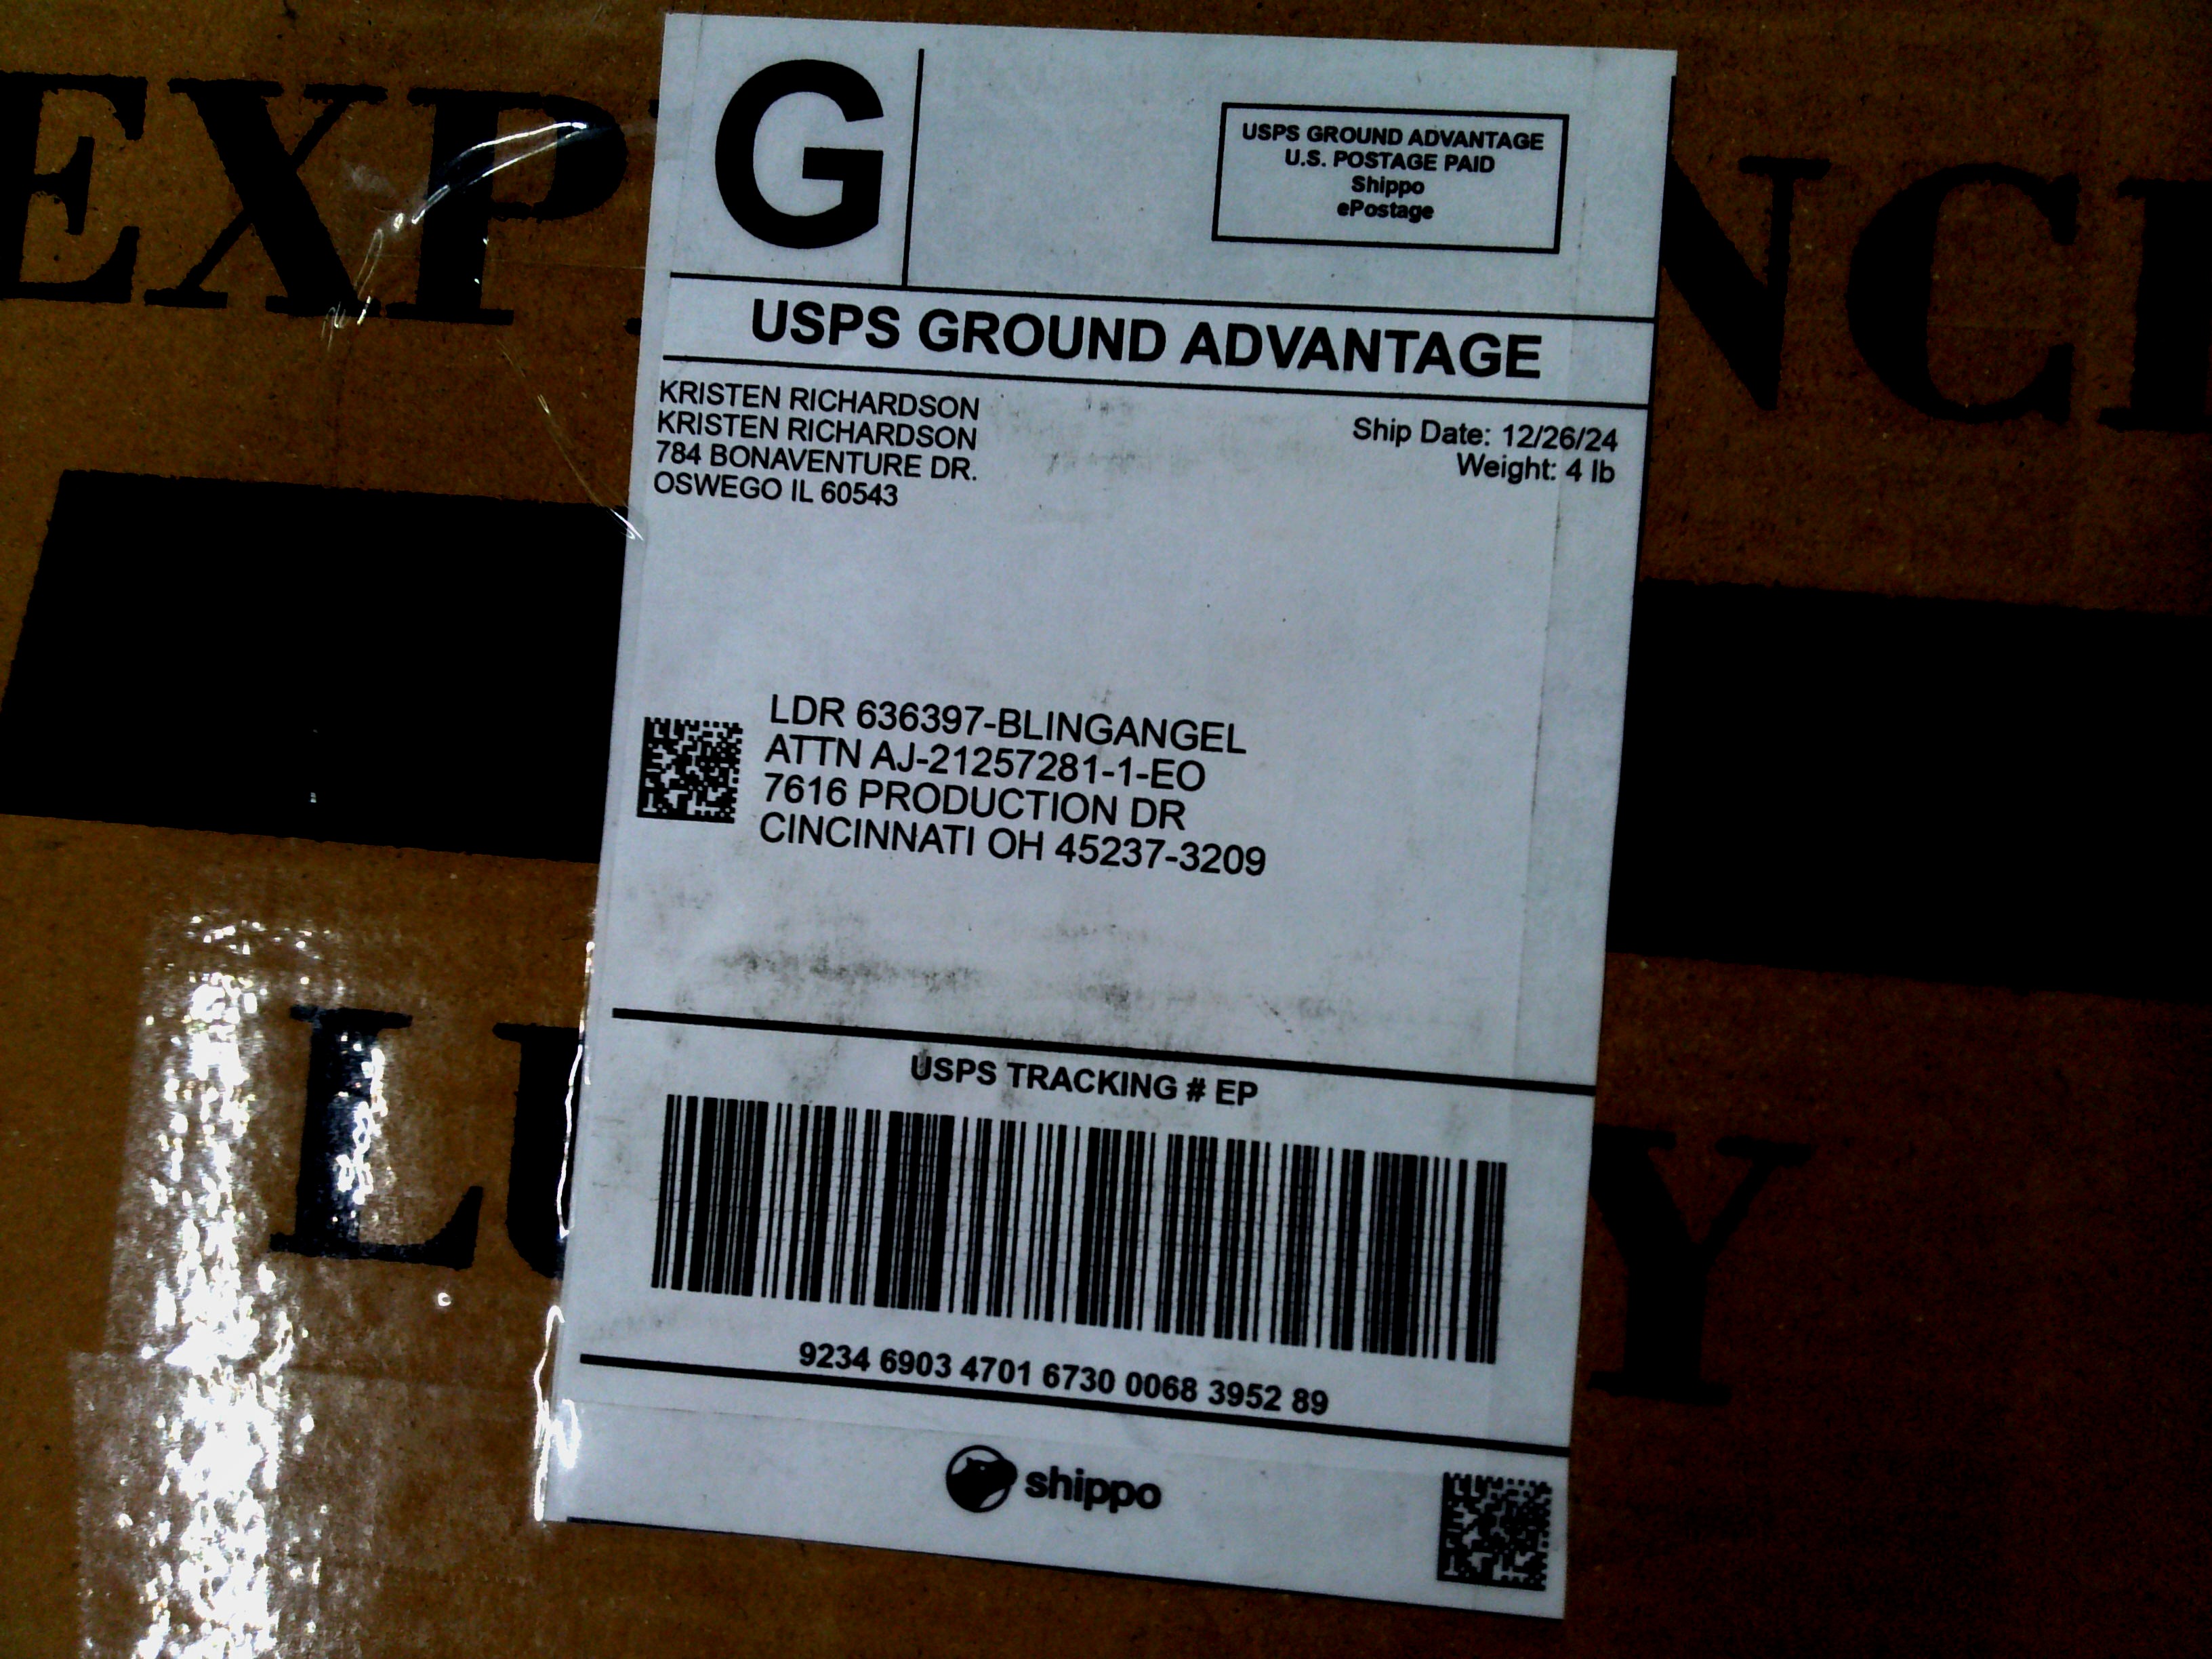 G
USPS GROUND ADVANTAGE
U.S. POSTAGE PAID
Shippo
ePostage
USPS GROUND ADVANTAGE
KRISTEN RICHARDSON
KRISTEN RICHARDSON
784 BONAVENTURE DR.
OSWEGO IL 60543
Ship Date: 12/26/24
Weight: 4 lb
LDR 636397-BLINGANGEL
ATTN AJ-21257281-1-EO
7616 PRODUCTION DR
CINCINNATI OH 45237-3209
USPS TRACKING # EP
9234 6903 4701 6730 0068 3952 89
shippo